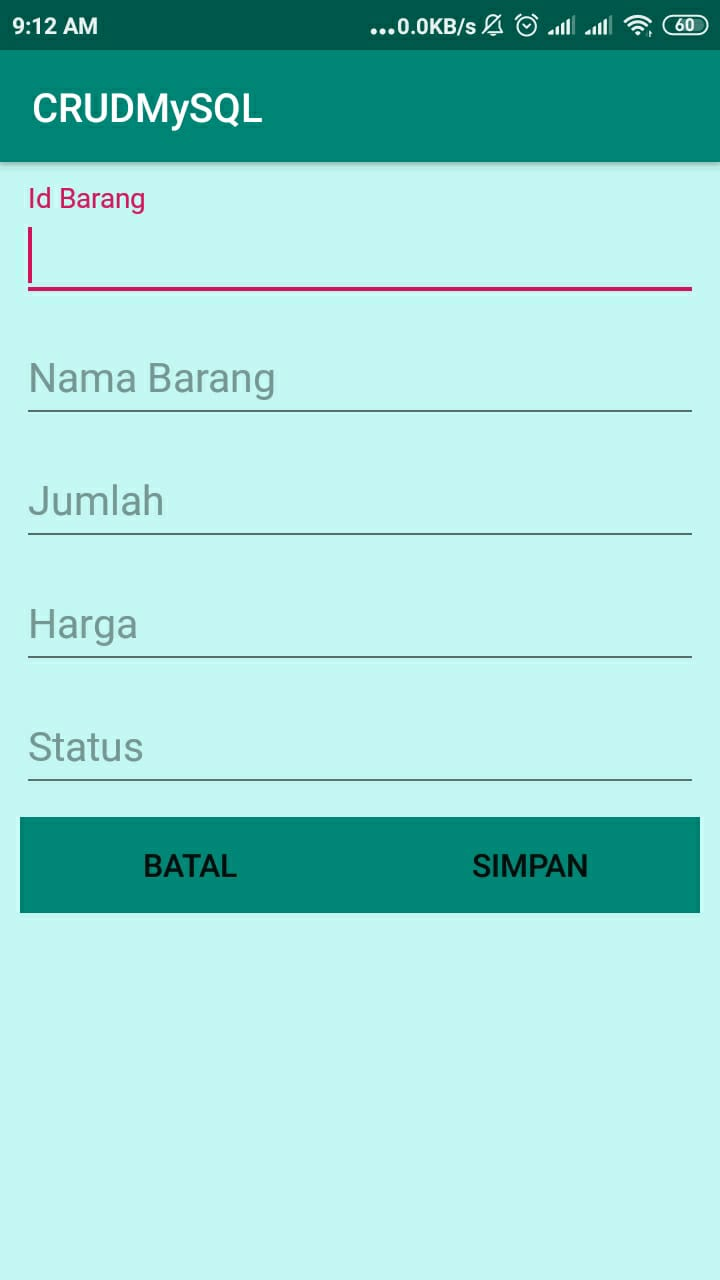 9:12 AM ...0.0KB/s 60
CRUDMySQL
Id Barang
Nama Barang
Jumlah
Harga
Status
BATAL SIMPAN